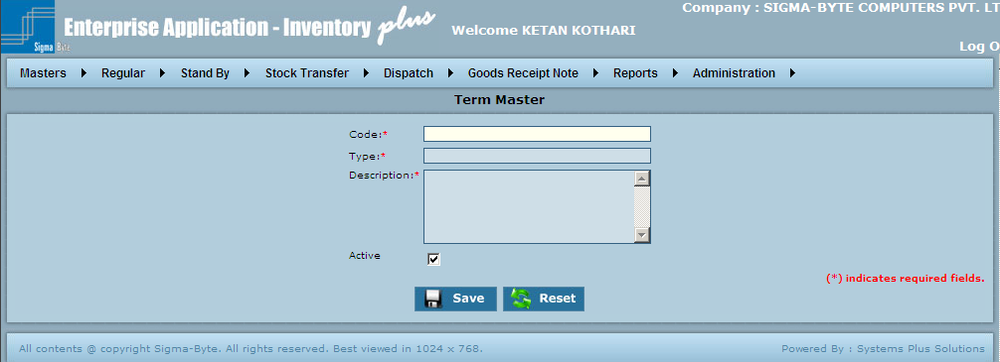 Company : SIGMA-BYTE COMPUTERS PVT. LT
Sigma Byte Enterprise Application - Inventory plus Welcome KETAN KOTHARI
Log O
Masters Regular Stand By Stock Transfer Dispatch Goods Receipt Note Reports Administration
Term Master
Code:*
Type:*
Description:*
Active
(*) indicates required fields.
Save Reset
All contents @ copyright Sigma-Byte. All rights reserved. Best viewed in 1024 x 768. Powered By : Systems Plus Solutions